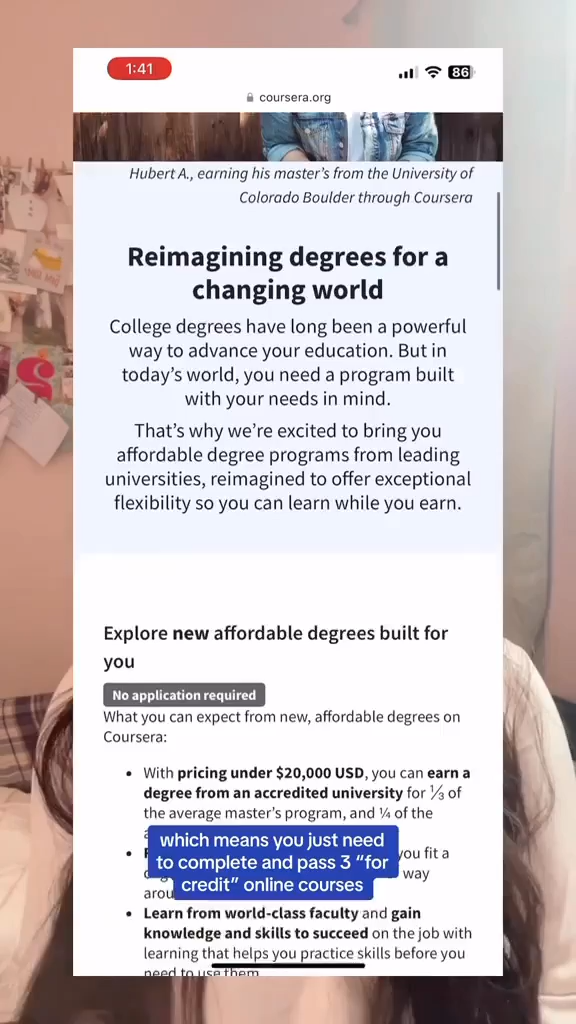 1:41
86
coursera.org
Hubert A., earning his master's from the University of
Colorado Boulder through Coursera
Reimagining degrees for a
changing world
College degrees have long been a powerful
way to advance your education. But in
today's world, you need a program built
with your needs in mind.
That's why we're excited to bring you
affordable degree programs from leading
universities, reimagined to offer exceptional
flexibility so you can learn while you earn.
Explore new affordable degrees built for
you
No application required
What you can expect from new, affordable degrees on
Coursera:
• With pricing under $20,000 USD, you can earn a
degree from an accredited university for ⅓ of
the average master's program, and ¼ of the
which means you just need
to complete and pass 3 “for
credit” online courses
you fit a
way
• Learn from world-class faculty and gain
knowledge and skills to succeed on the job with
learning that helps you practice skills before you
need to use them